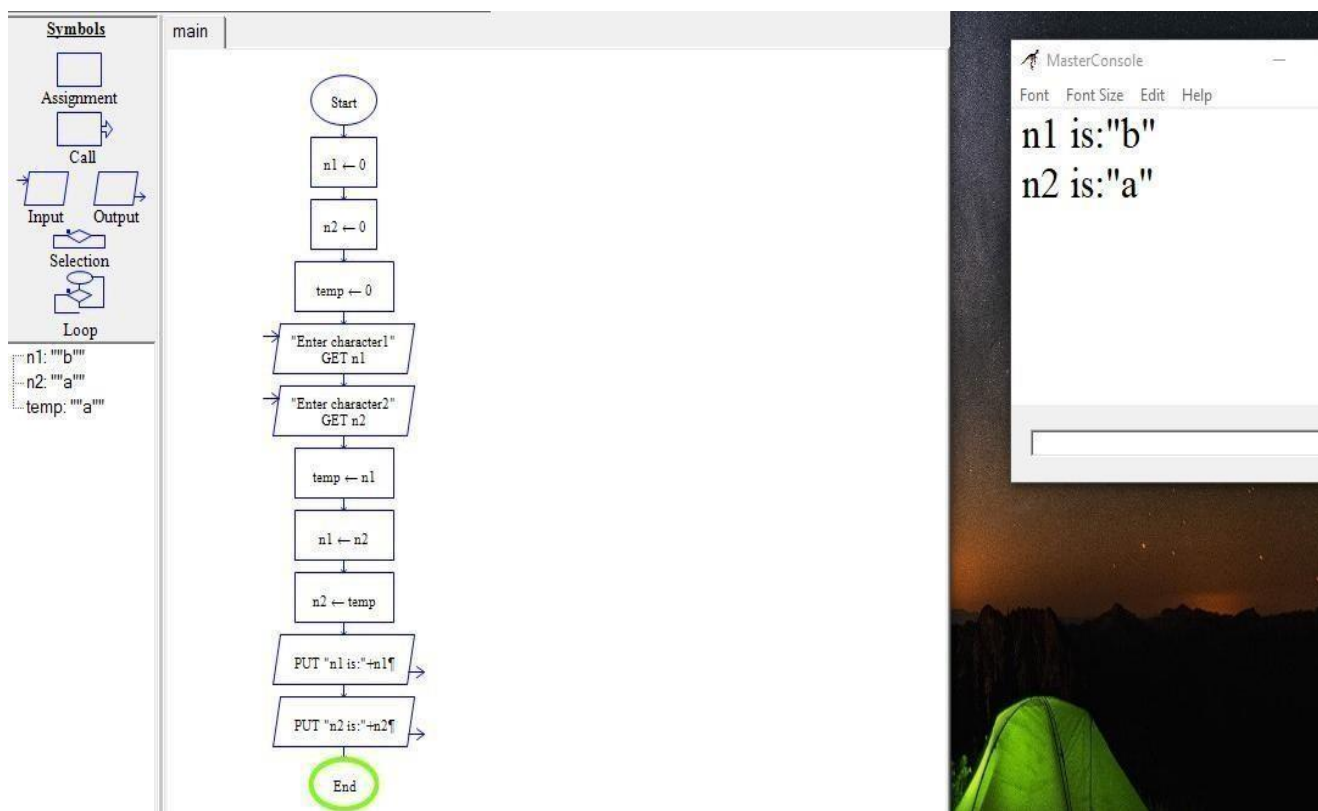 Symbols
Assignment
Call
Input Output
Selection
Loop
n1: ""b""
n2: ""a""
temp: ""a""
main
Start
n1 ← 0
n2 ← 0
temp ← 0
"Enter character1"
GET n1
"Enter character2"
GET n2
temp ← n1
n1 ← n2
n2 ← temp
PUT "n1 is:"+n1¶
PUT "n2 is:"+n2¶
End
MasterConsole
Font Font Size Edit Help
n1 is:"b"
n2 is:"a"